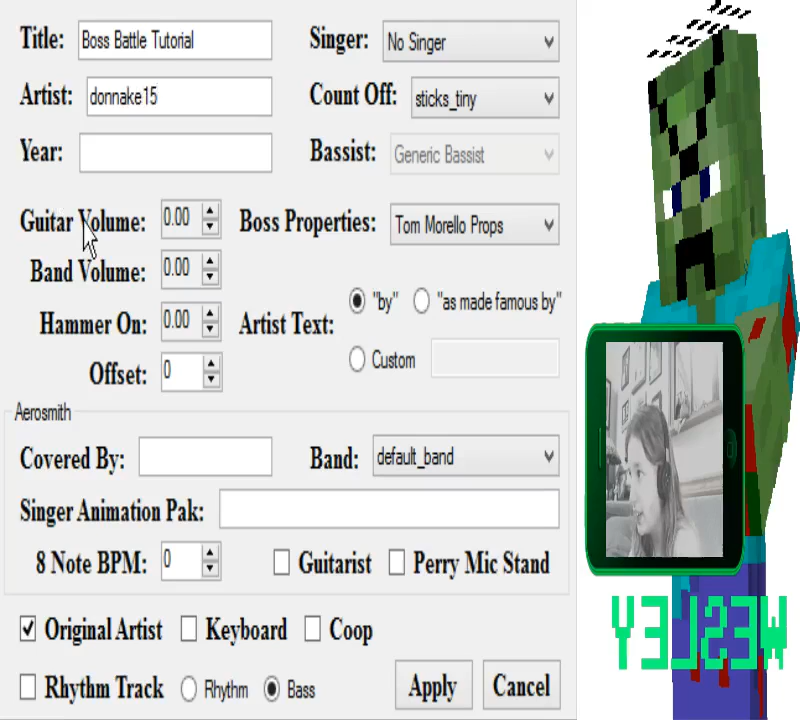 Title: Boss Battle Tutorial Singer: No Singer
Artist: donnake15 Count Off: sticks_tiny
Year: Bassist: Generic Bassist
Guitar Volume: 0.00 Boss Properties: Tom Morello Props
Band Volume: 0.00
Hammer On: 0.00 Artist Text: "by" "as made famous by"
Offset: 0 Custom
Aerosmith
Covered By: Band: default_band
Singer Animation Pak:
8 Note BPM: 0 Guitarist Perry Mic Stand
Original Artist Keyboard Coop
Rhythm Track Rhythm Bass Apply Cancel
WESLEY